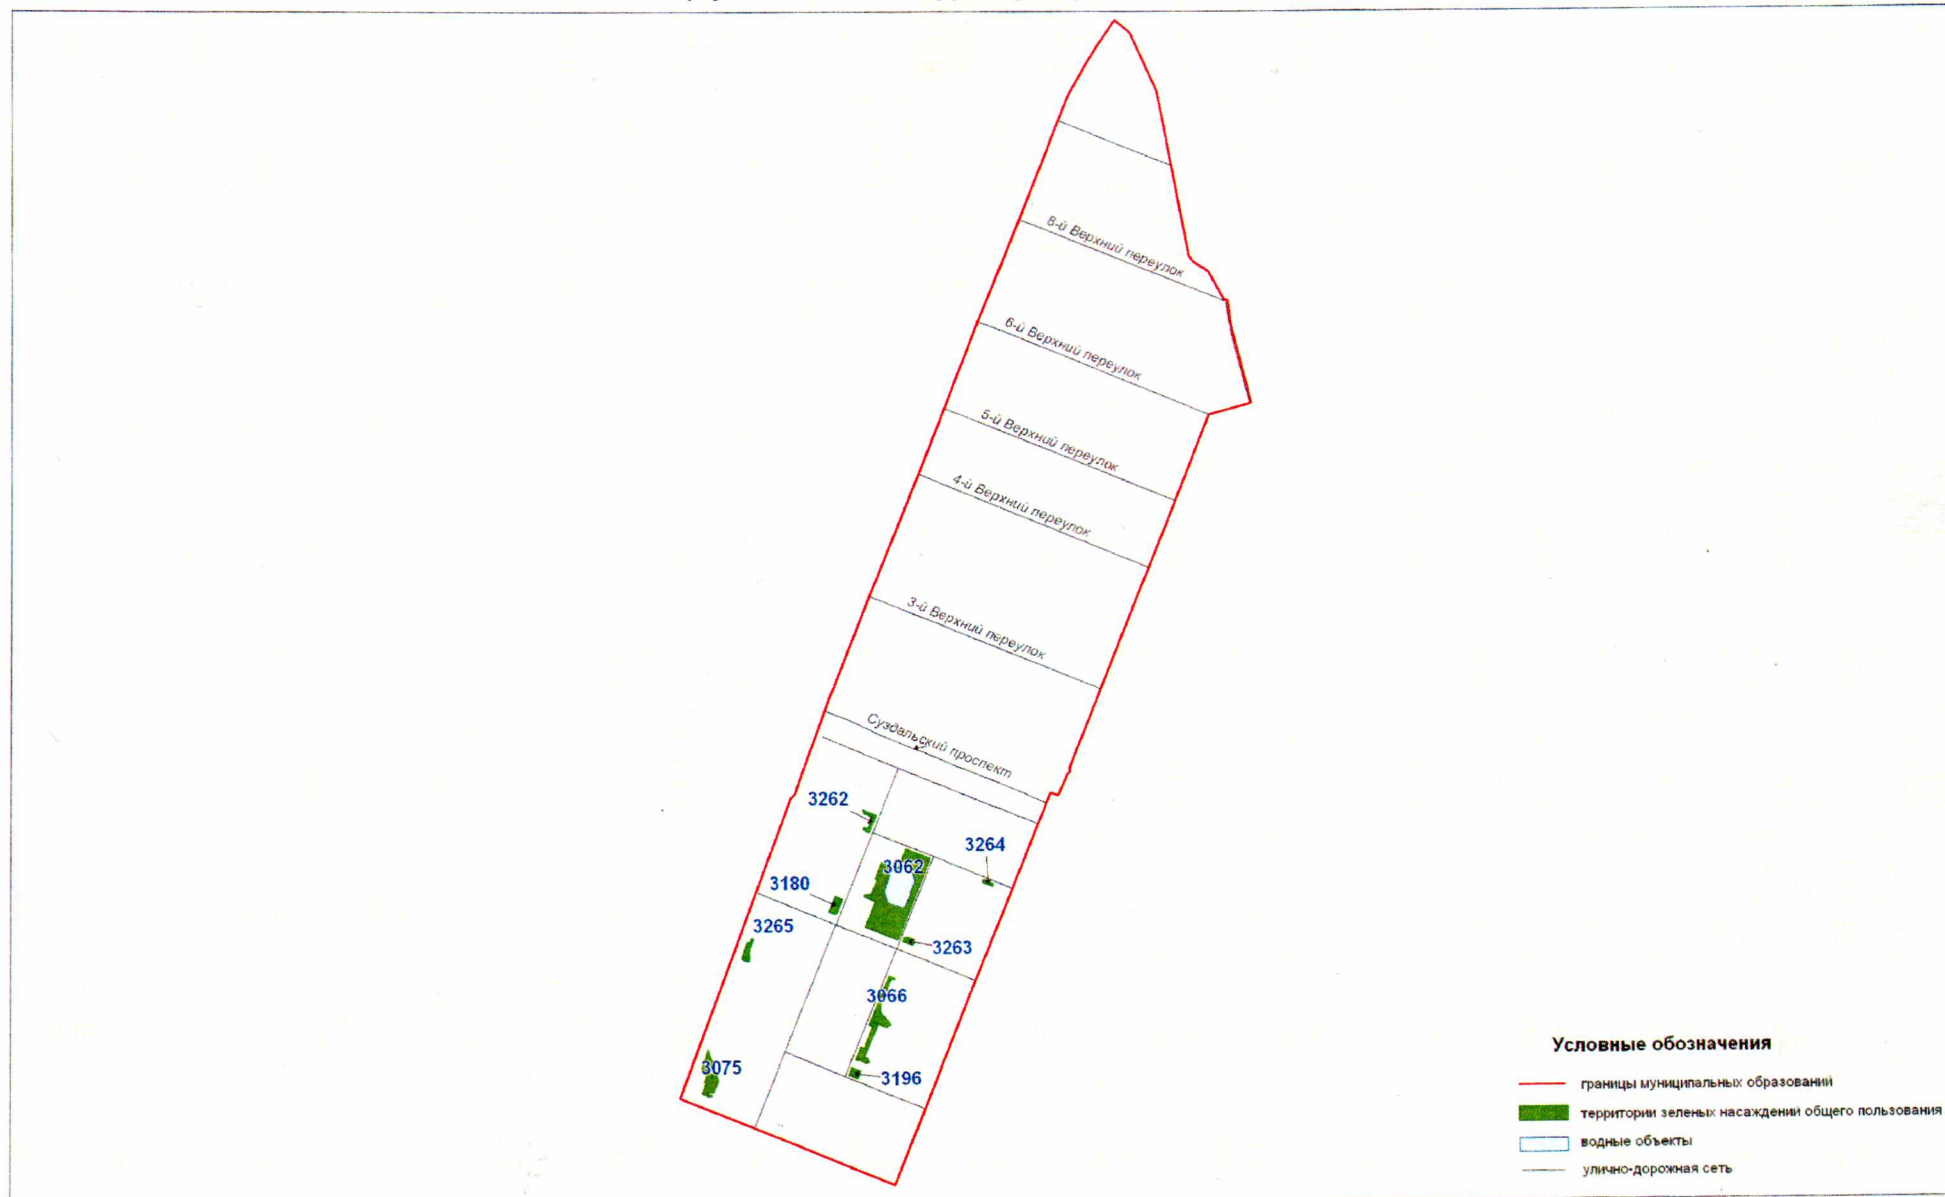 8-й Верхний переулок
6-й Верхний переулок
5-й Верхний переулок
4-й Верхний переулок
3-й Верхний переулок
Суздальский проспект
3262
3264
3062
3180
3265
3263
3066
3075
3196
Условные обозначения
границы муниципальных образований
территории зеленых насаждений общего пользования
водные объекты
улично-дорожная сеть